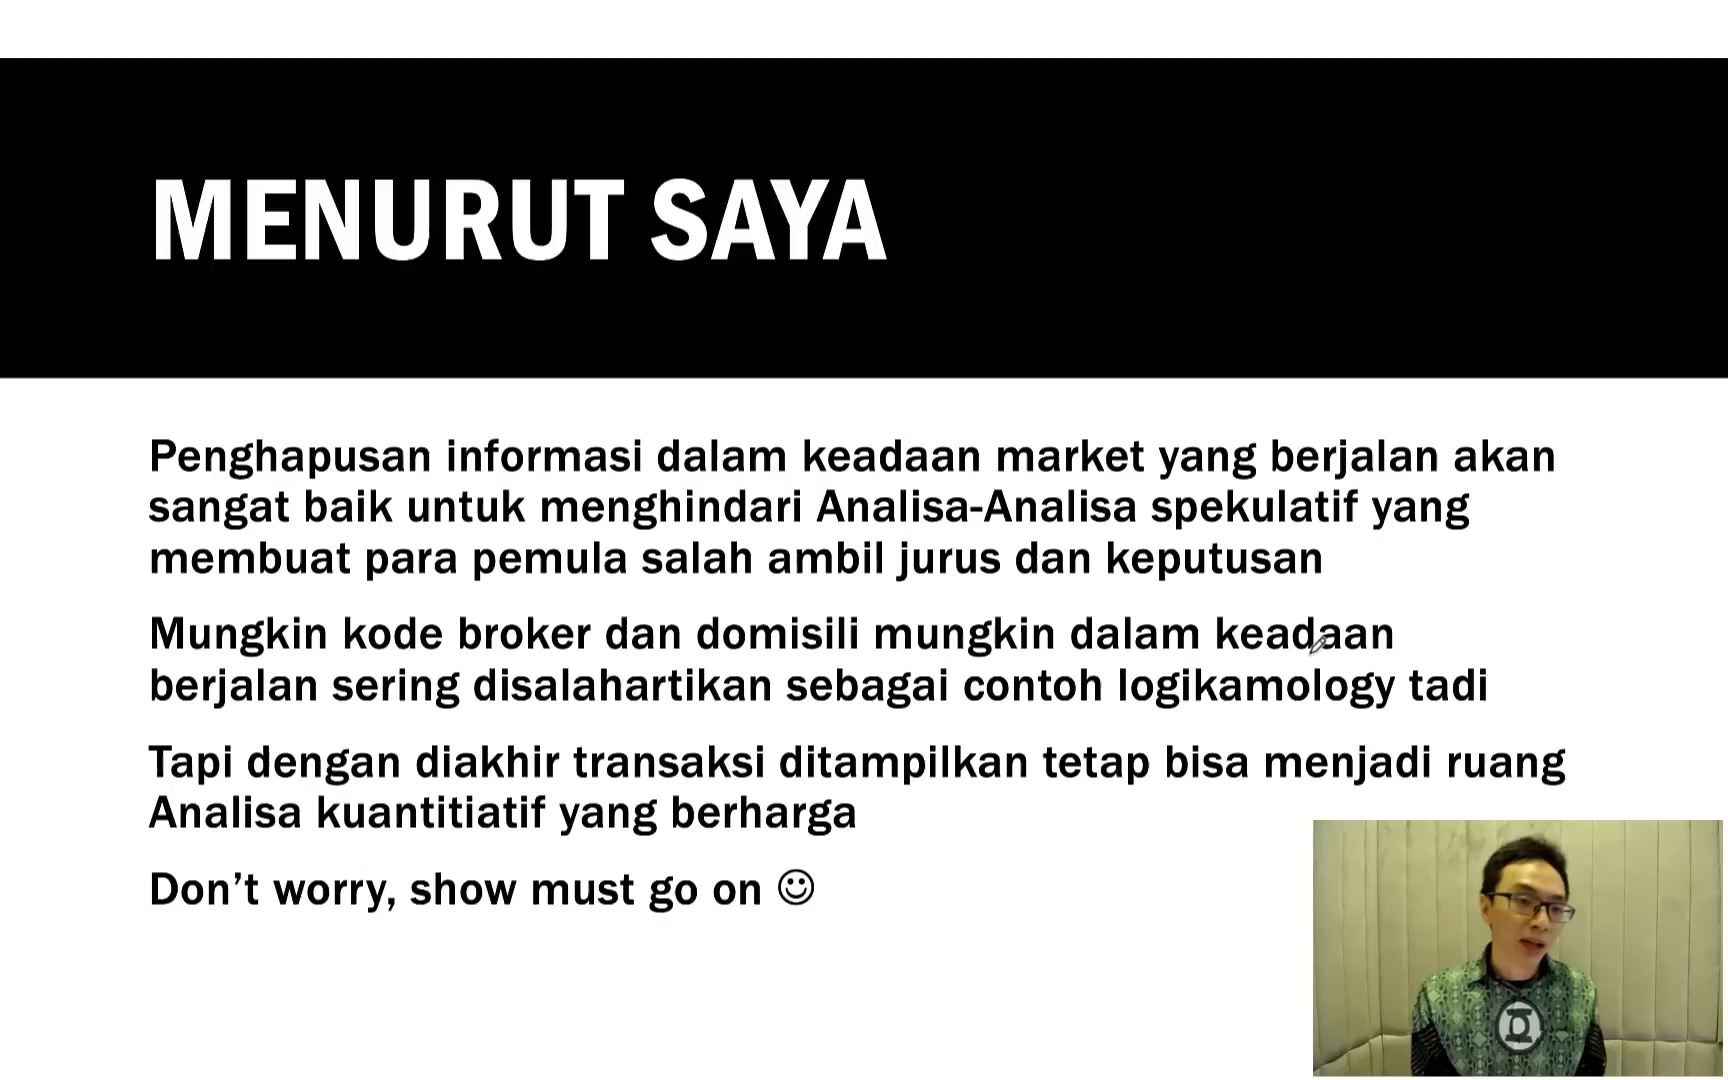 MENURUT SAYA
Penghapusan informasi dalam keadaan market yang berjalan akan
sangat baik untuk menghindari Analisa-Analisa spekulatif yang
membuat para pemula salah ambil jurus dan keputusan
Mungkin kode broker dan domisili mungkin dalam keadaan
berjalan sering disalahartikan sebagai contoh logikamology tadi
Tapi dengan diakhir transaksi ditampilkan tetap bisa menjadi ruang
Analisa kuantitiatif yang berharga
Don’t worry, show must go on ☺